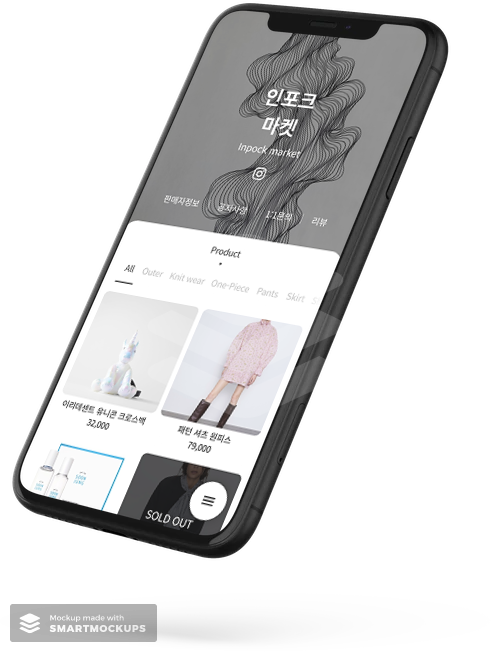 인포크
마켓
Inpock market
판매자정보 공지사항 1:1문의 리뷰
Product
All Outer Knit wear One-Piece Pants Skirt
이리데센트 유니콘 크로스백
32,000
패턴 셔츠 원피스
79,000
SOLD OUT
Mockup made with
SMARTMOCKUPS